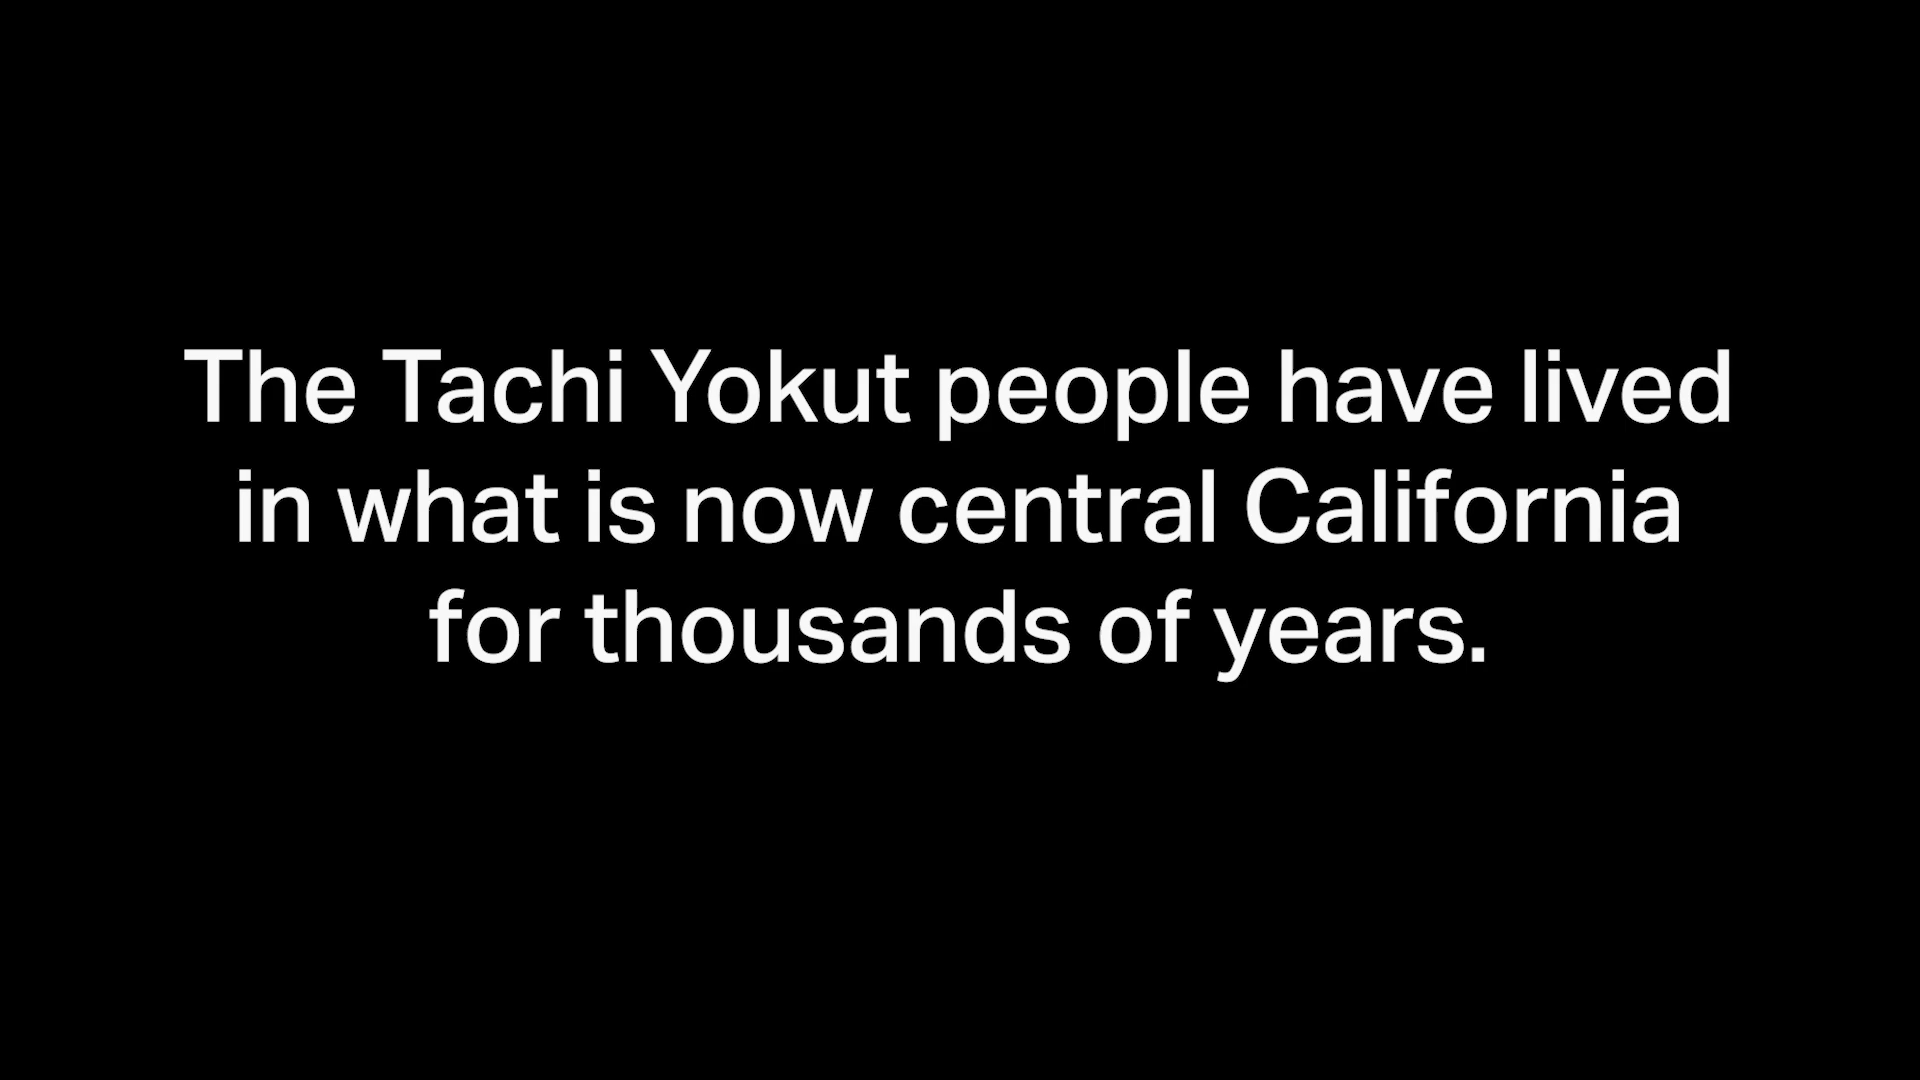 The Tachi Yokut people have lived
in what is now central California
for thousands of years.